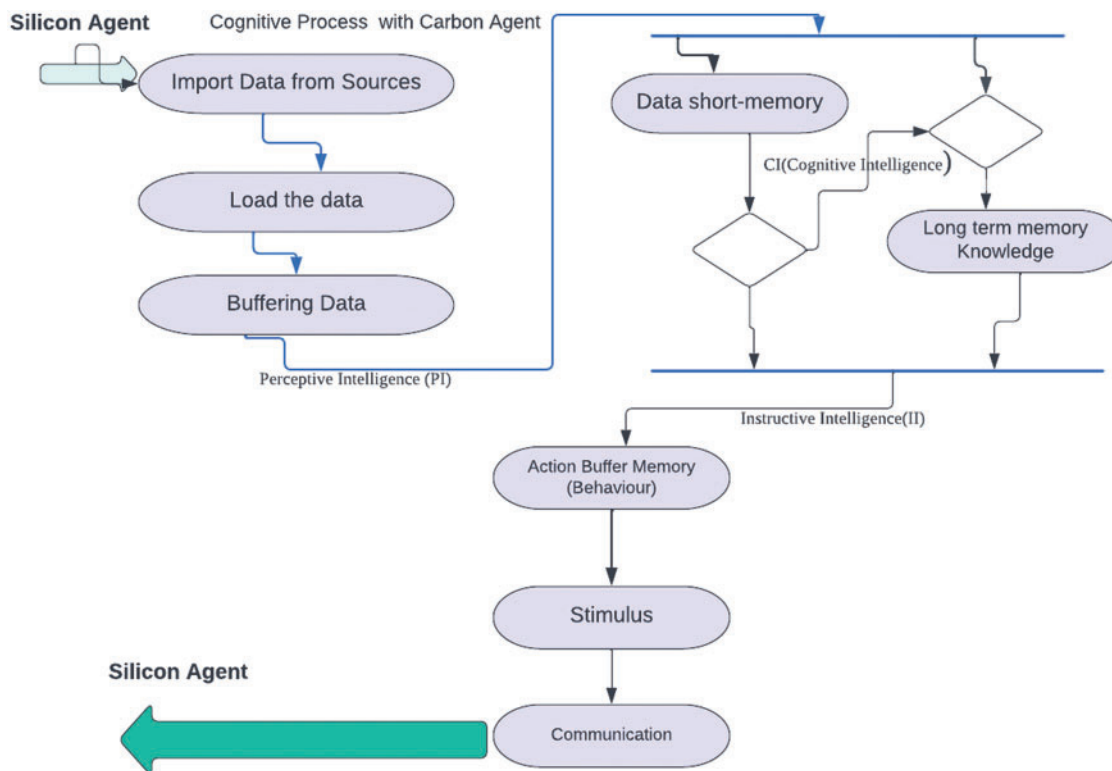 Silicon Agent
Cognitive Process with Carbon Agent
Import Data from Sources
Load the data
Buffering Data
Perceptive Intelligence (PI)
Data short-memory
CI(Cognitive Intelligence)
Long term memory
Knowledge
Instructive Intelligence(II)
Action Buffer Memory
(Behaviour)
Stimulus
Silicon Agent
Communication